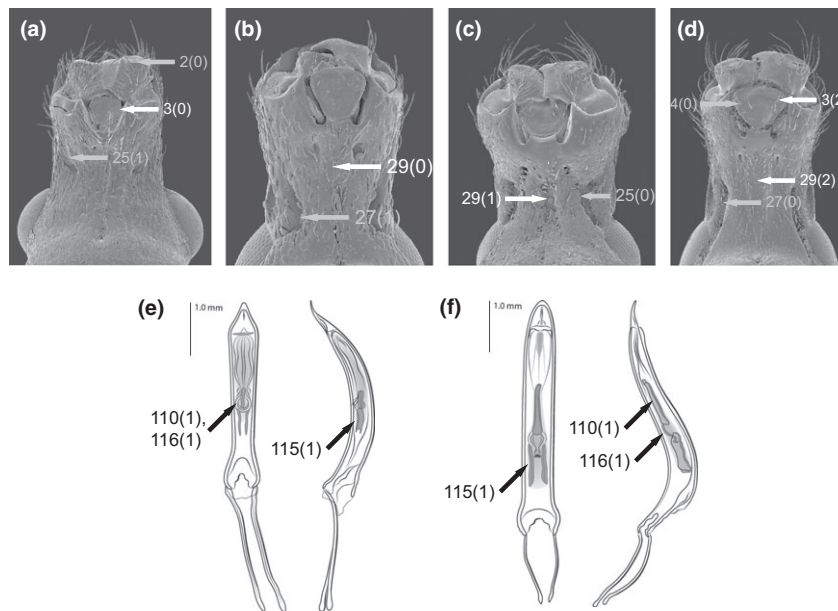 (a)
2(0)
3(0)
25(1)
(b)
29(0)
27(1)
(c)
29(1)
25(0)
(d)
4(0)
3(2
29(2)
27(0)
(e)
1.0 mm
110(1),
116(1)
115(1)
(f)
1.0 mm
110(1)
116(1)
115(1)